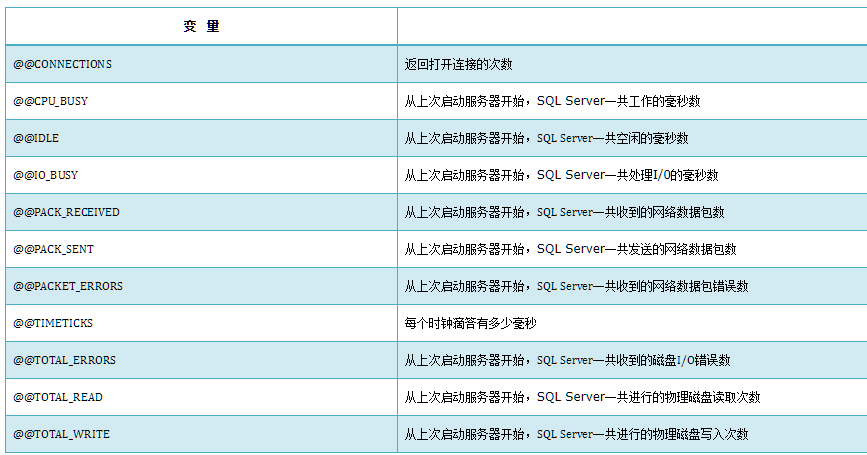 变 量
@@CONNECTIONS 返回打开连接的次数
@@CPU_BUSY 从上次启动服务器开始，SQL Server一共工作的毫秒数
@@IDLE 从上次启动服务器开始，SQL Server一共空闲的毫秒数
@@IO_BUSY 从上次启动服务器开始，SQL Server一共处理I/0的毫秒数
@@PACK_RECEIVED 从上次启动服务器开始，SQL Server一共收到的网络数据包数
@@PACK_SENT 从上次启动服务器开始，SQL Server一共发送的网络数据包数
@@PACKET_ERRORS 从上次启动服务器开始，SQL Server一共收到的网络数据包错误数
@@TIMETICKS 每个时钟滴答有多少毫秒
@@TOTAL_ERRORS 从上次启动服务器开始，SQL Server一共收到的磁盘I/O错误数
@@TOTAL_READ 从上次启动服务器开始，SQL Server一共进行的物理磁盘读取次数
@@TOTAL_WRITE 从上次启动服务器开始，SQL Server一共进行的物理磁盘写入次数